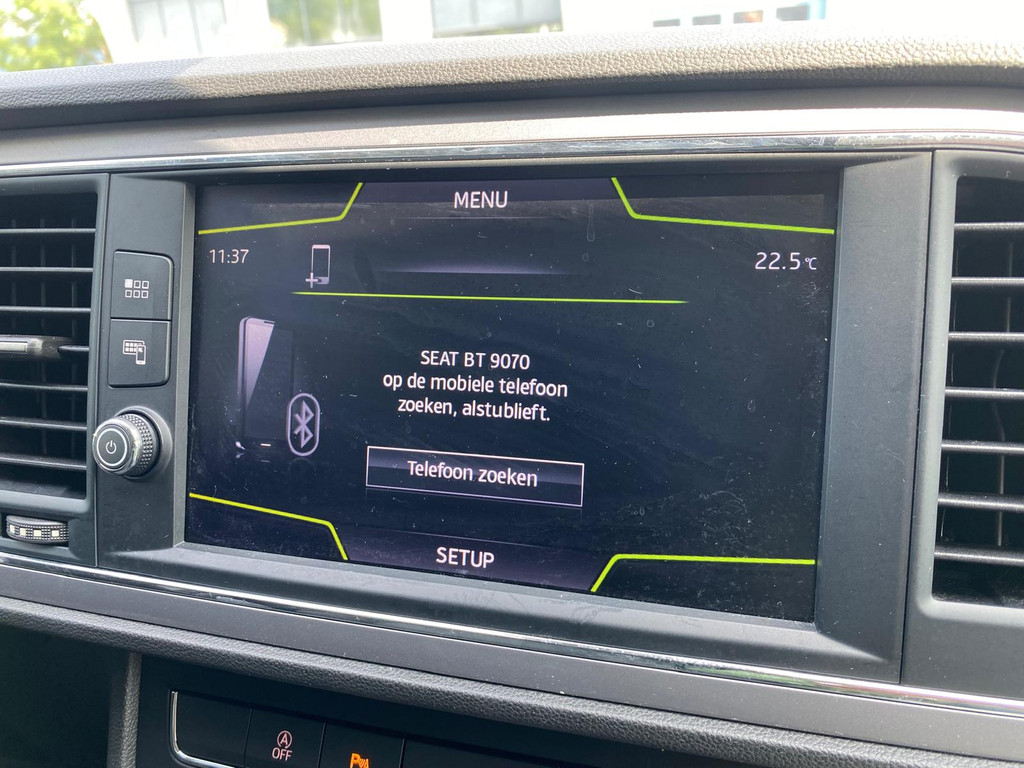 MENU
11:37
22.5°C
SEAT BT 9070
op de mobiele telefoon
zoeken, alstublieft.
Telefoon zoeken
SETUP
A
OFF
P